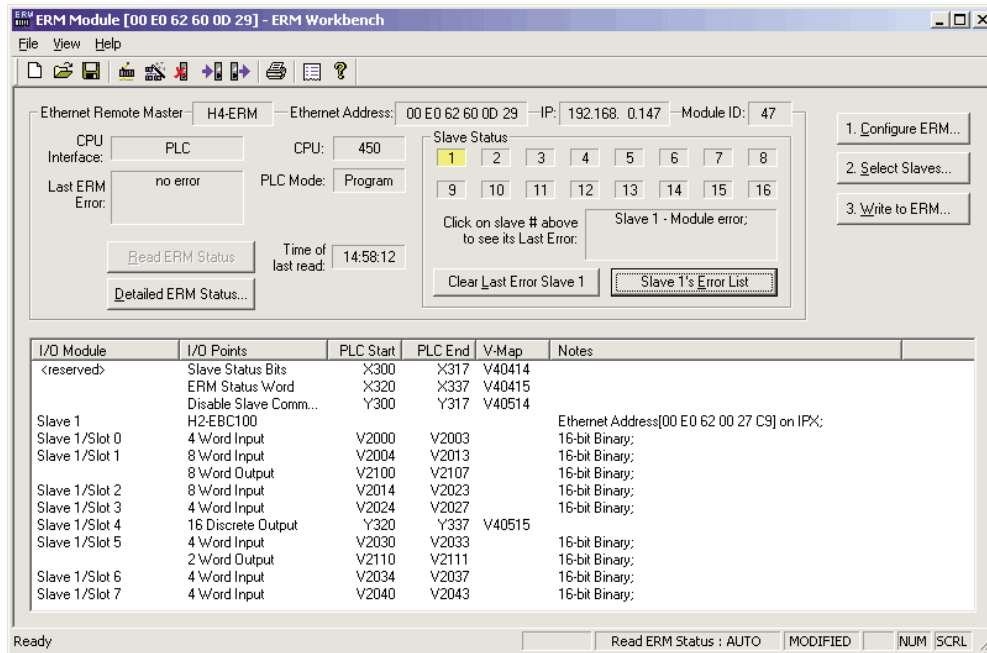 ERM Module [00 E0 62 60 0D 29] - ERM Workbench
File View Help
Ethernet Remote Master H4-ERM Ethernet Address: 00 E0 62 60 0D 29 IP: 192.168. 0.147 Module ID: 47
CPU Interface: PLC CPU: 450
Last ERM Error: no error PLC Mode: Program
Read ERM Status Time of last read: 14:58:12
Detailed ERM Status...
Slave Status
1 2 3 4 5 6 7 8
9 10 11 12 13 14 15 16
Click on slave # above to see its Last Error: Slave 1 - Module error;
Clear Last Error Slave 1 Slave 1's Error List
1. Configure ERM...
2. Select Slaves...
3. Write to ERM...
I/O Module I/O Points PLC Start PLC End V-Map Notes
<reserved> Slave Status Bits X300 X317 V40414
ERM Status Word X320 X337 V40415
Disable Slave Comm... Y300 Y317 V40514
Slave 1 H2-EBC100 Ethernet Address[00 E0 62 00 27 C9] on IPX;
Slave 1/Slot 0 4 Word Input V2000 V2003 16-bit Binary;
Slave 1/Slot 1 8 Word Input V2004 V2013 16-bit Binary;
8 Word Output V2100 V2107 16-bit Binary;
Slave 1/Slot 2 8 Word Input V2014 V2023 16-bit Binary;
Slave 1/Slot 3 4 Word Input V2024 V2027 16-bit Binary;
Slave 1/Slot 4 16 Discrete Output Y320 Y337 V40515
Slave 1/Slot 5 4 Word Input V2030 V2033 16-bit Binary;
2 Word Output V2110 V2111 16-bit Binary;
Slave 1/Slot 6 4 Word Input V2034 V2037 16-bit Binary;
Slave 1/Slot 7 4 Word Input V2040 V2043 16-bit Binary;
Ready Read ERM Status : AUTO MODIFIED NUM SCRL